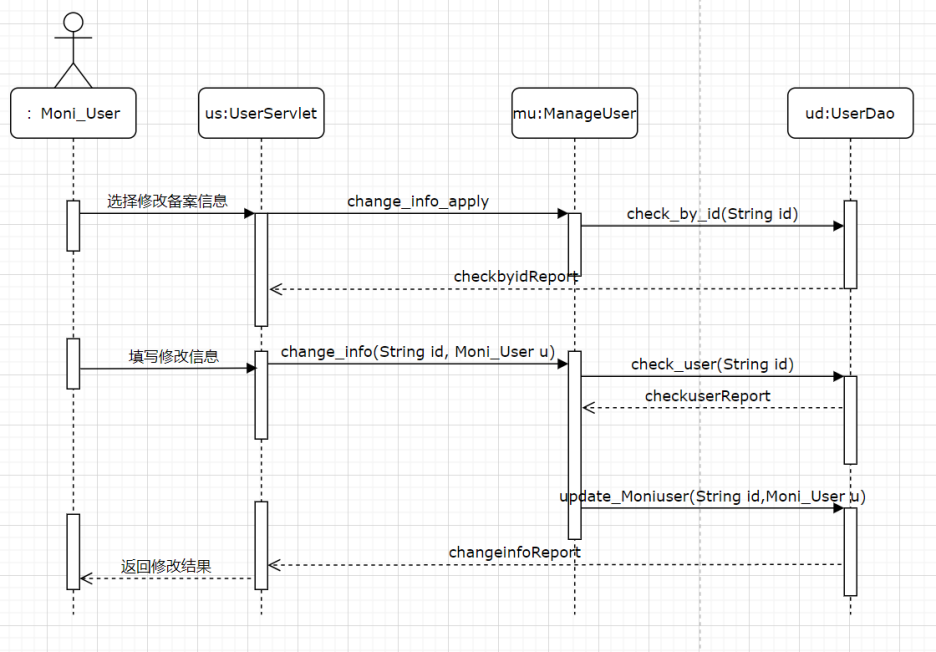 ： Moni_User
us:UserServlet
mu:ManageUser
ud:UserDao
选择修改备案信息
change_info_apply
check_by_id(String id)
checkbyidReport
填写修改信息
change_info(String id, Moni_User u)
check_user(String id)
checkuserReport
update_Moniuser(String id,Moni_User u)
changeinfoReport
返回修改结果